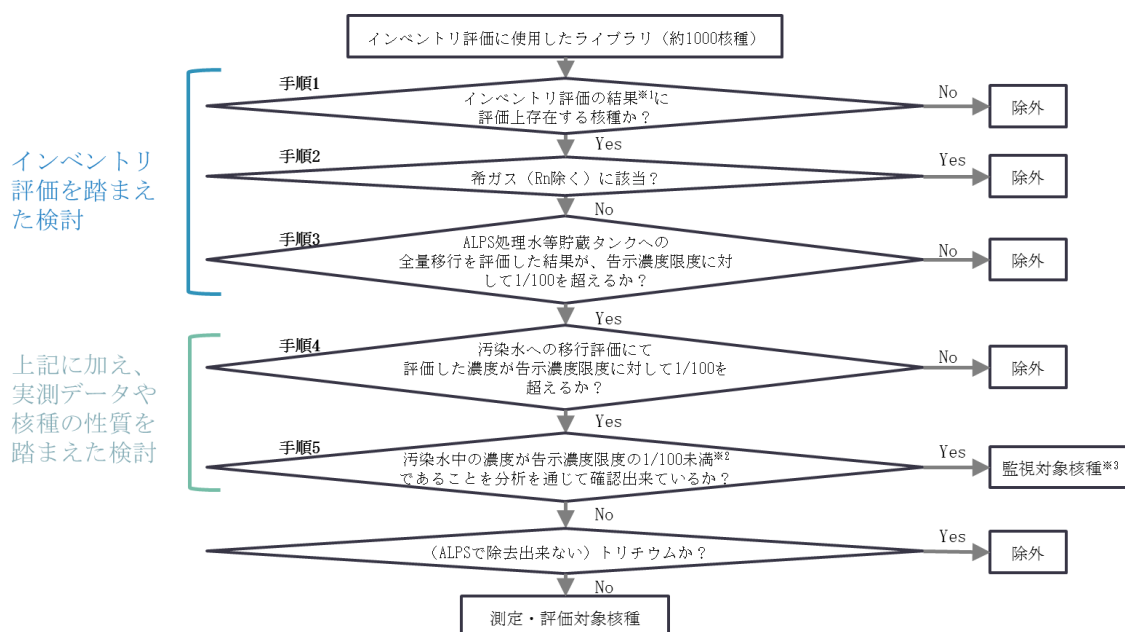 インベントリ評価に使用したライブラリ（約1000核種）
手順1
インベントリ評価の結果※1に
評価上存在する核種か？
No
除外
Yes
インベントリ
評価を踏まえ
た検討
手順2
希ガス（Rn除く）に該当？
Yes
除外
No
手順3
ALPS処理水等貯蔵タンクへの
全量移行を評価した結果が、告示濃度限度に対
して1/100を超えるか？
No
除外
Yes
上記に加え、
実測データや
核種の性質を
踏まえた検討
手順4
汚染水への移行評価にて
評価した濃度が告示濃度限度に対して1/100を
超えるか？
No
除外
Yes
手順5
汚染水中の濃度が告示濃度限度の1/100未満※2
であることを分析を通じて確認出来ているか？
Yes
監視対象核種※3
No
（ALPSで除去出来ない）トリチウムか？
Yes
除外
No
測定・評価対象核種